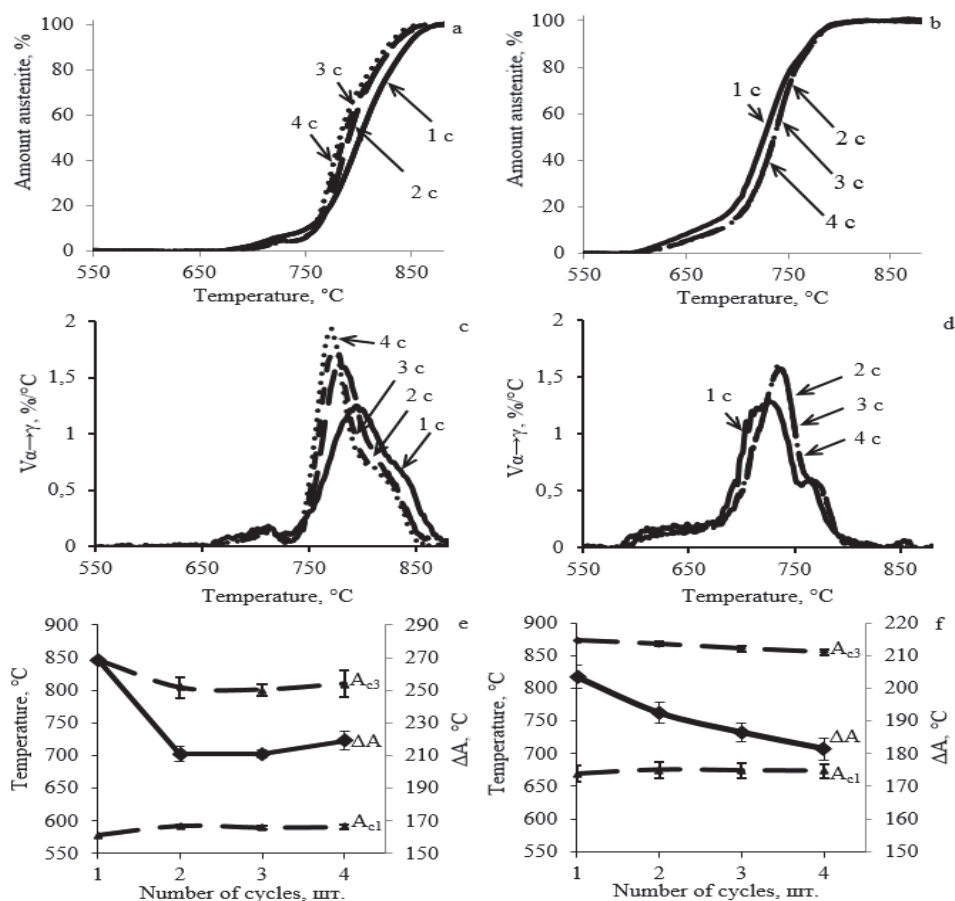 a
Amount austenite, %
100
80
60
40
20
0
3 c
4 c
1 c
2 c
550
650
750
850
Temperature, °C
b
Amount austenite, %
100
80
60
40
20
0
1 c
2 c
3 c
4 c
550
650
750
850
Temperature, °C
c
Vα→γ, %/°C
2
1,5
1
0,5
0
4 c
3 c
2 c
1 c
550
650
750
850
Temperature, °C
d
Vα→γ, %/°C
2
1,5
1
0,5
0
1 c
2 c
3 c
4 c
550
650
750
850
Temperature, °C
e
Temperature, °C
900
850
800
750
700
650
600
550
290
270
250
230
210
190
170
150
ΔA, °C
Ac3
ΔA
Ac1
1
2
3
4
Number of cycles, шт.
f
Temperature, °C
900
850
800
750
700
650
600
550
220
210
200
190
180
170
160
150
ΔA, °C
Ac3
ΔA
Ac1
1
2
3
4
Number of cycles, шт.